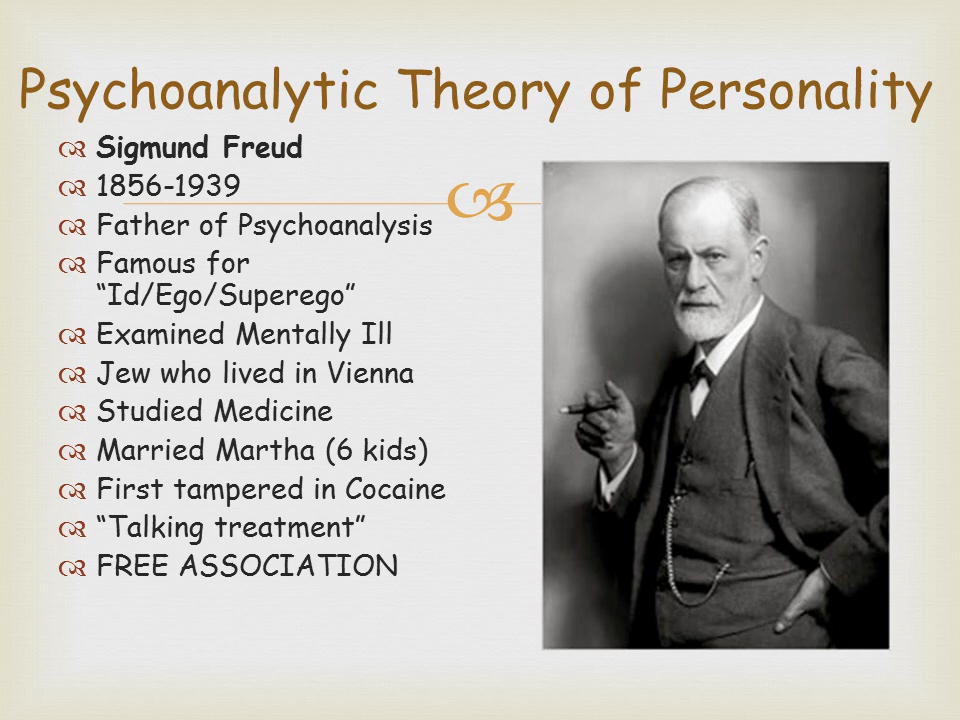 Psychoanalytic Theory of Personality
Sigmund Freud
1856-1939
Father of Psychoanalysis
Famous for
“Id/Ego/Superego”
Examined Mentally Ill
Jew who lived in Vienna
Studied Medicine
Married Martha (6 kids)
First tampered in Cocaine
“Talking treatment”
FREE ASSOCIATION